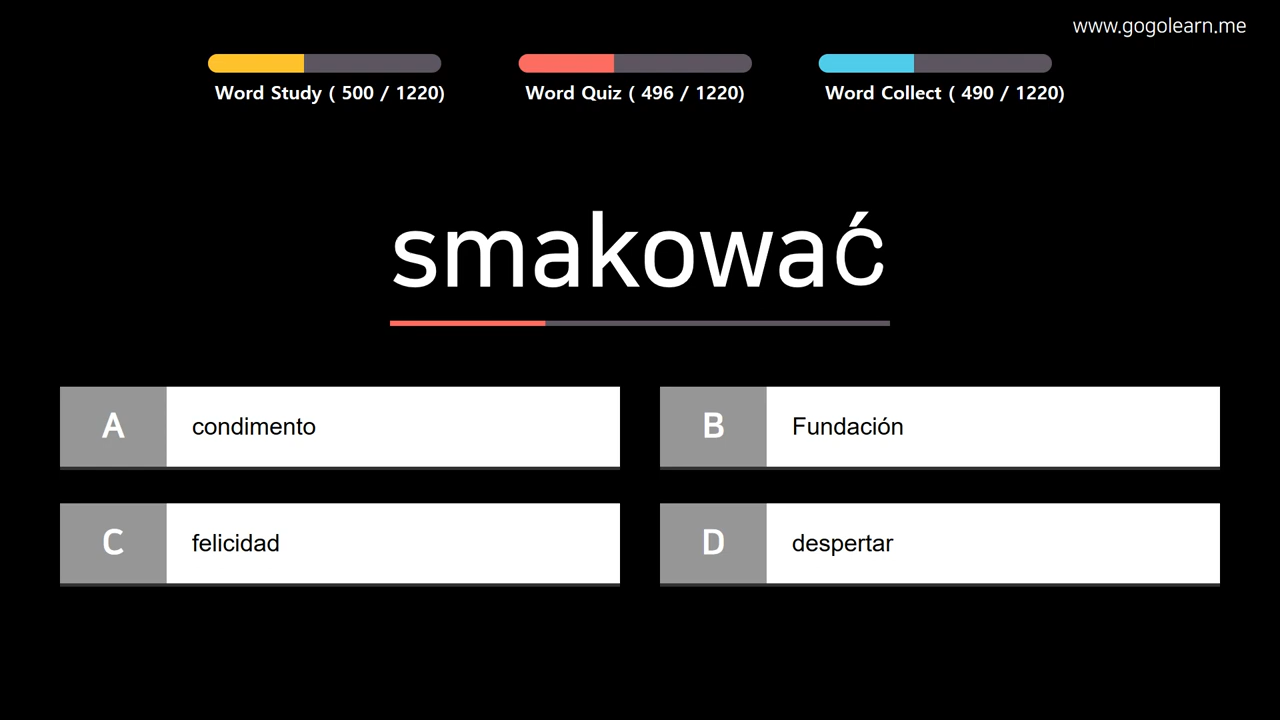 www.gogolearn.me
Word Study ( 500 / 1220)
Word Quiz ( 496 / 1220)
Word Collect ( 490 / 1220)
smakować
A condimento
B Fundación
C felicidad
D despertar